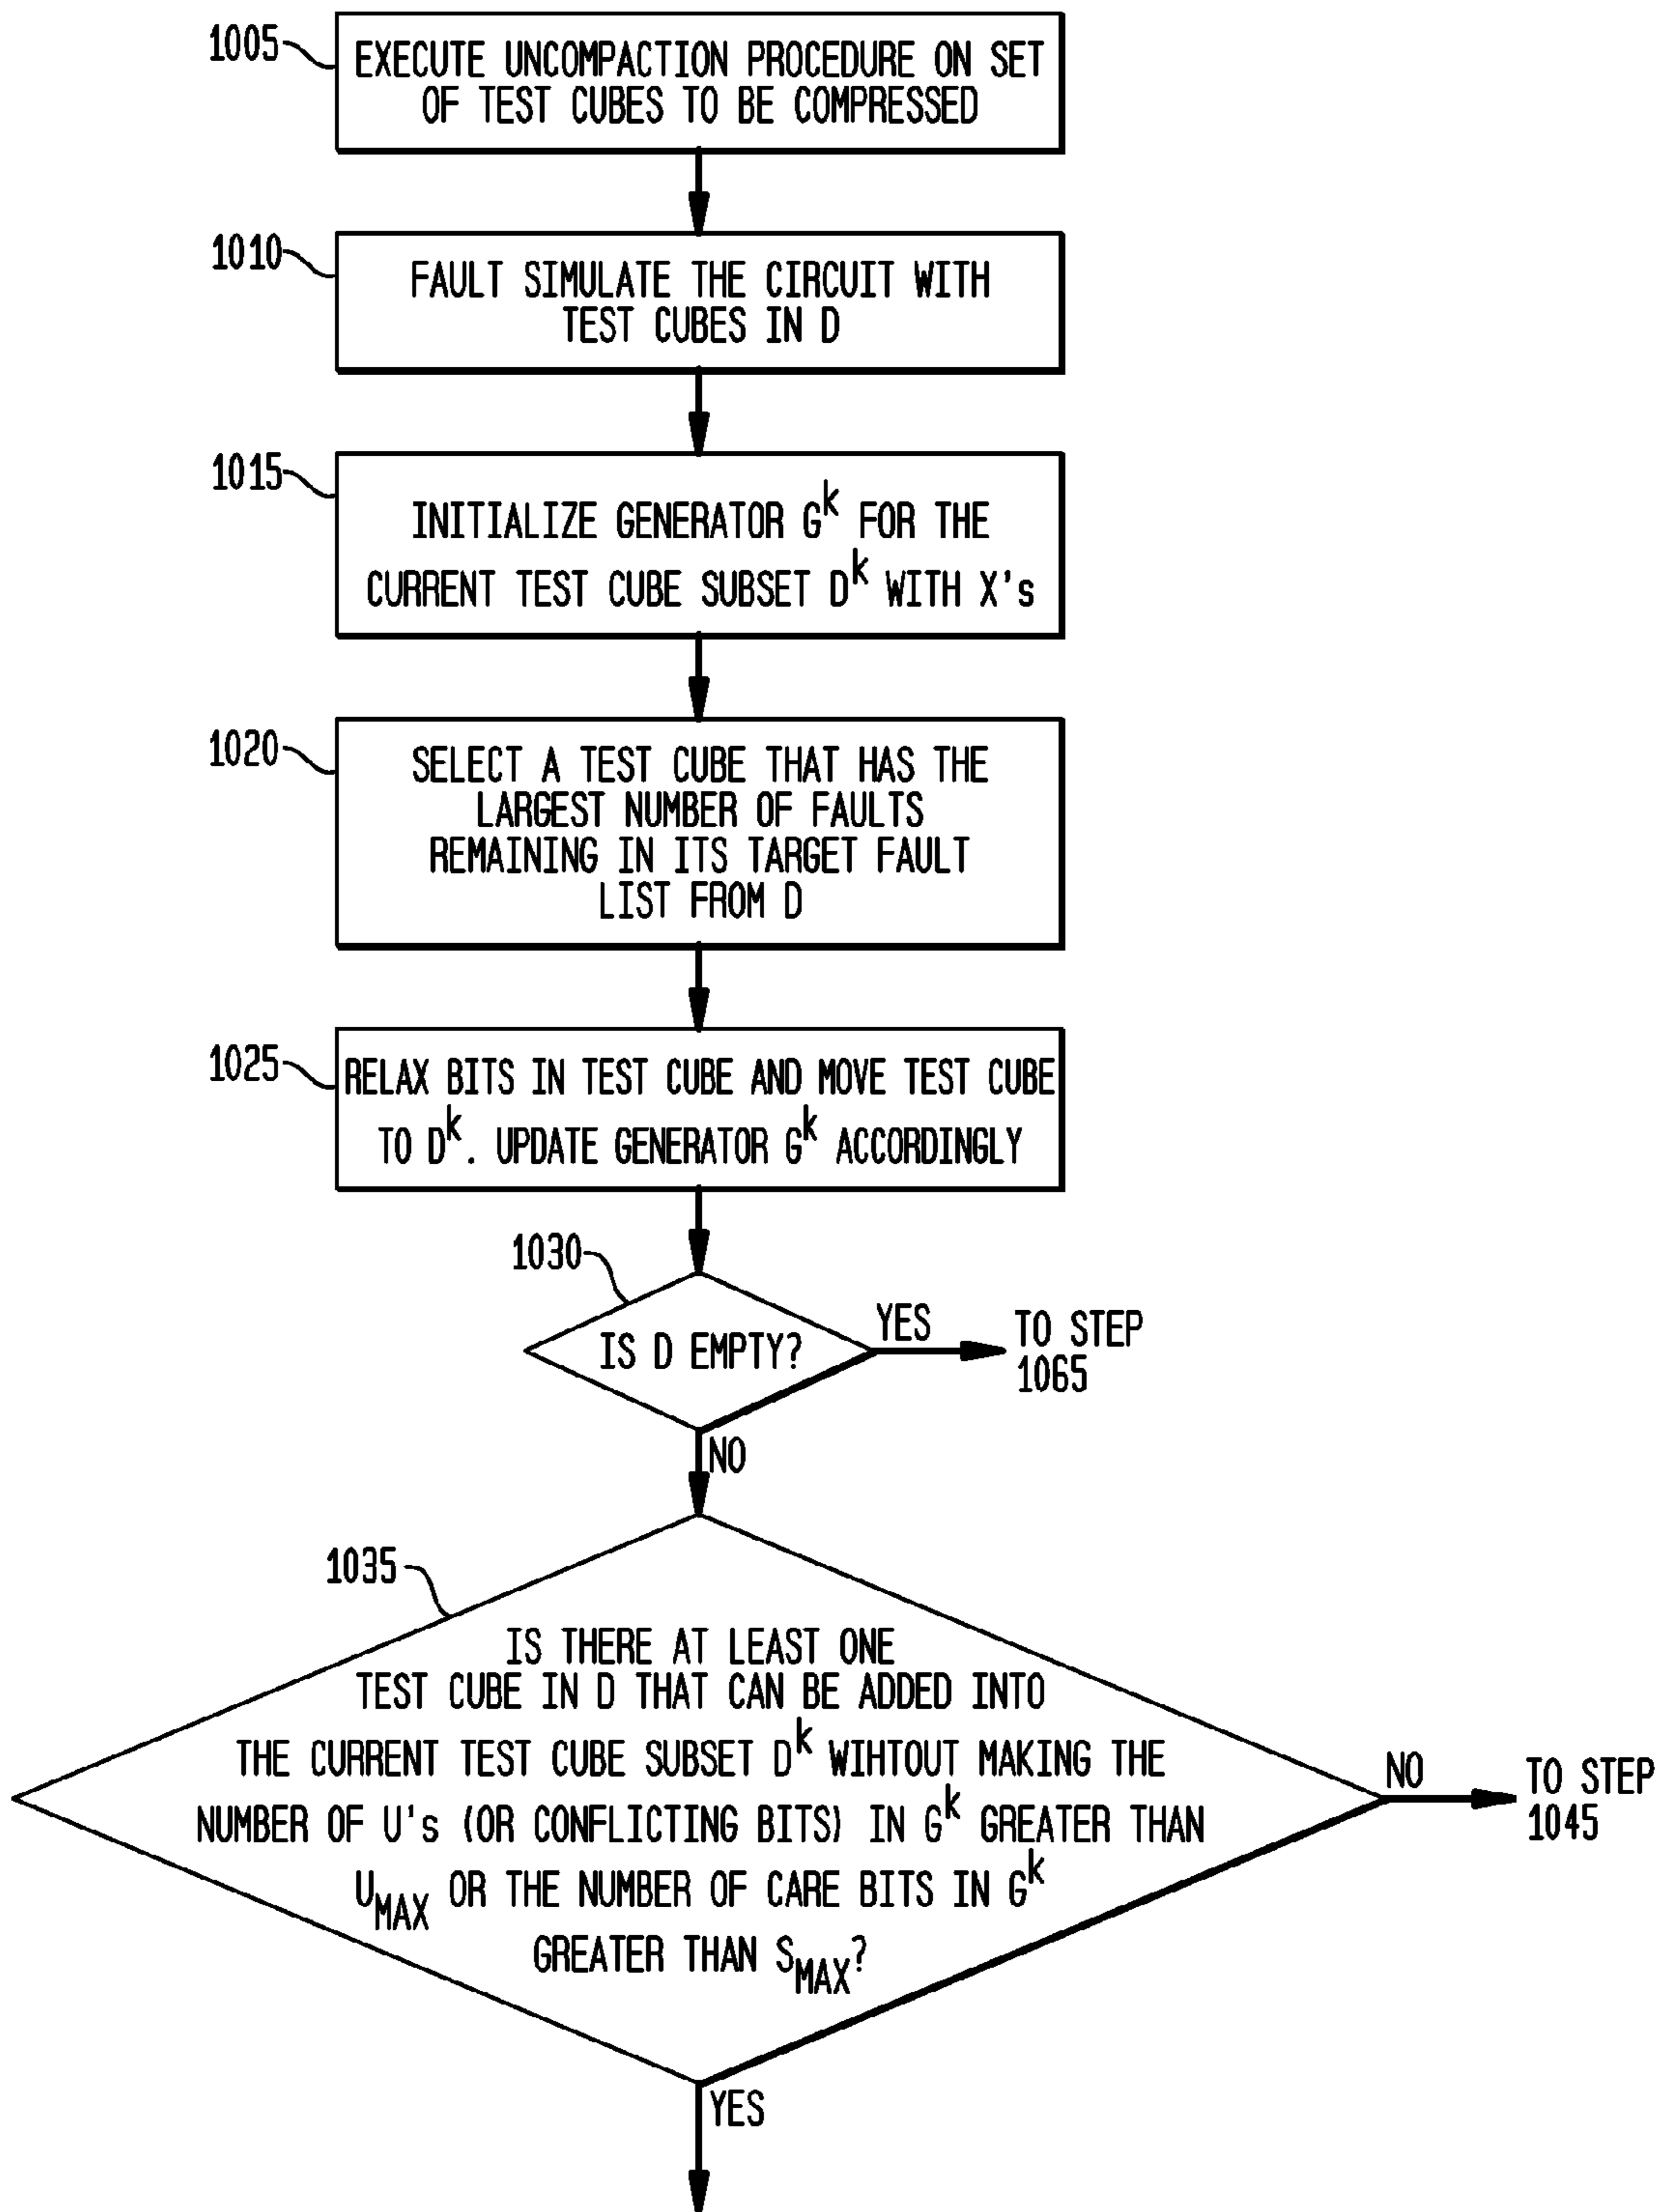 1005
EXECUTE UNCOMPACTION PROCEDURE ON SET
OF TEST CUBES TO BE COMPRESSED
1010
FAULT SIMULATE THE CIRCUIT WITH
TEST CUBES IN D
1015
INITIALIZE GENERATOR G^k FOR THE
CURRENT TEST CUBE SUBSET D^k WITH X's
1020
SELECT A TEST CUBE THAT HAS THE
LARGEST NUMBER OF FAULTS
REMAINING IN ITS TARGET FAULT
LIST FROM D
1025
RELAX BITS IN TEST CUBE AND MOVE TEST CUBE
TO D^k. UPDATE GENERATOR G^k ACCORDINGLY
1030
IS D EMPTY?
YES
TO STEP
1065
NO
1035
IS THERE AT LEAST ONE
TEST CUBE IN D THAT CAN BE ADDED INTO
THE CURRENT TEST CUBE SUBSET D^k WIHTOUT MAKING THE
NUMBER OF U's (OR CONFLICTING BITS) IN G^k GREATER THAN
U_MAX OR THE NUMBER OF CARE BITS IN G^k
GREATER THAN S_MAX?
NO
TO STEP
1045
YES